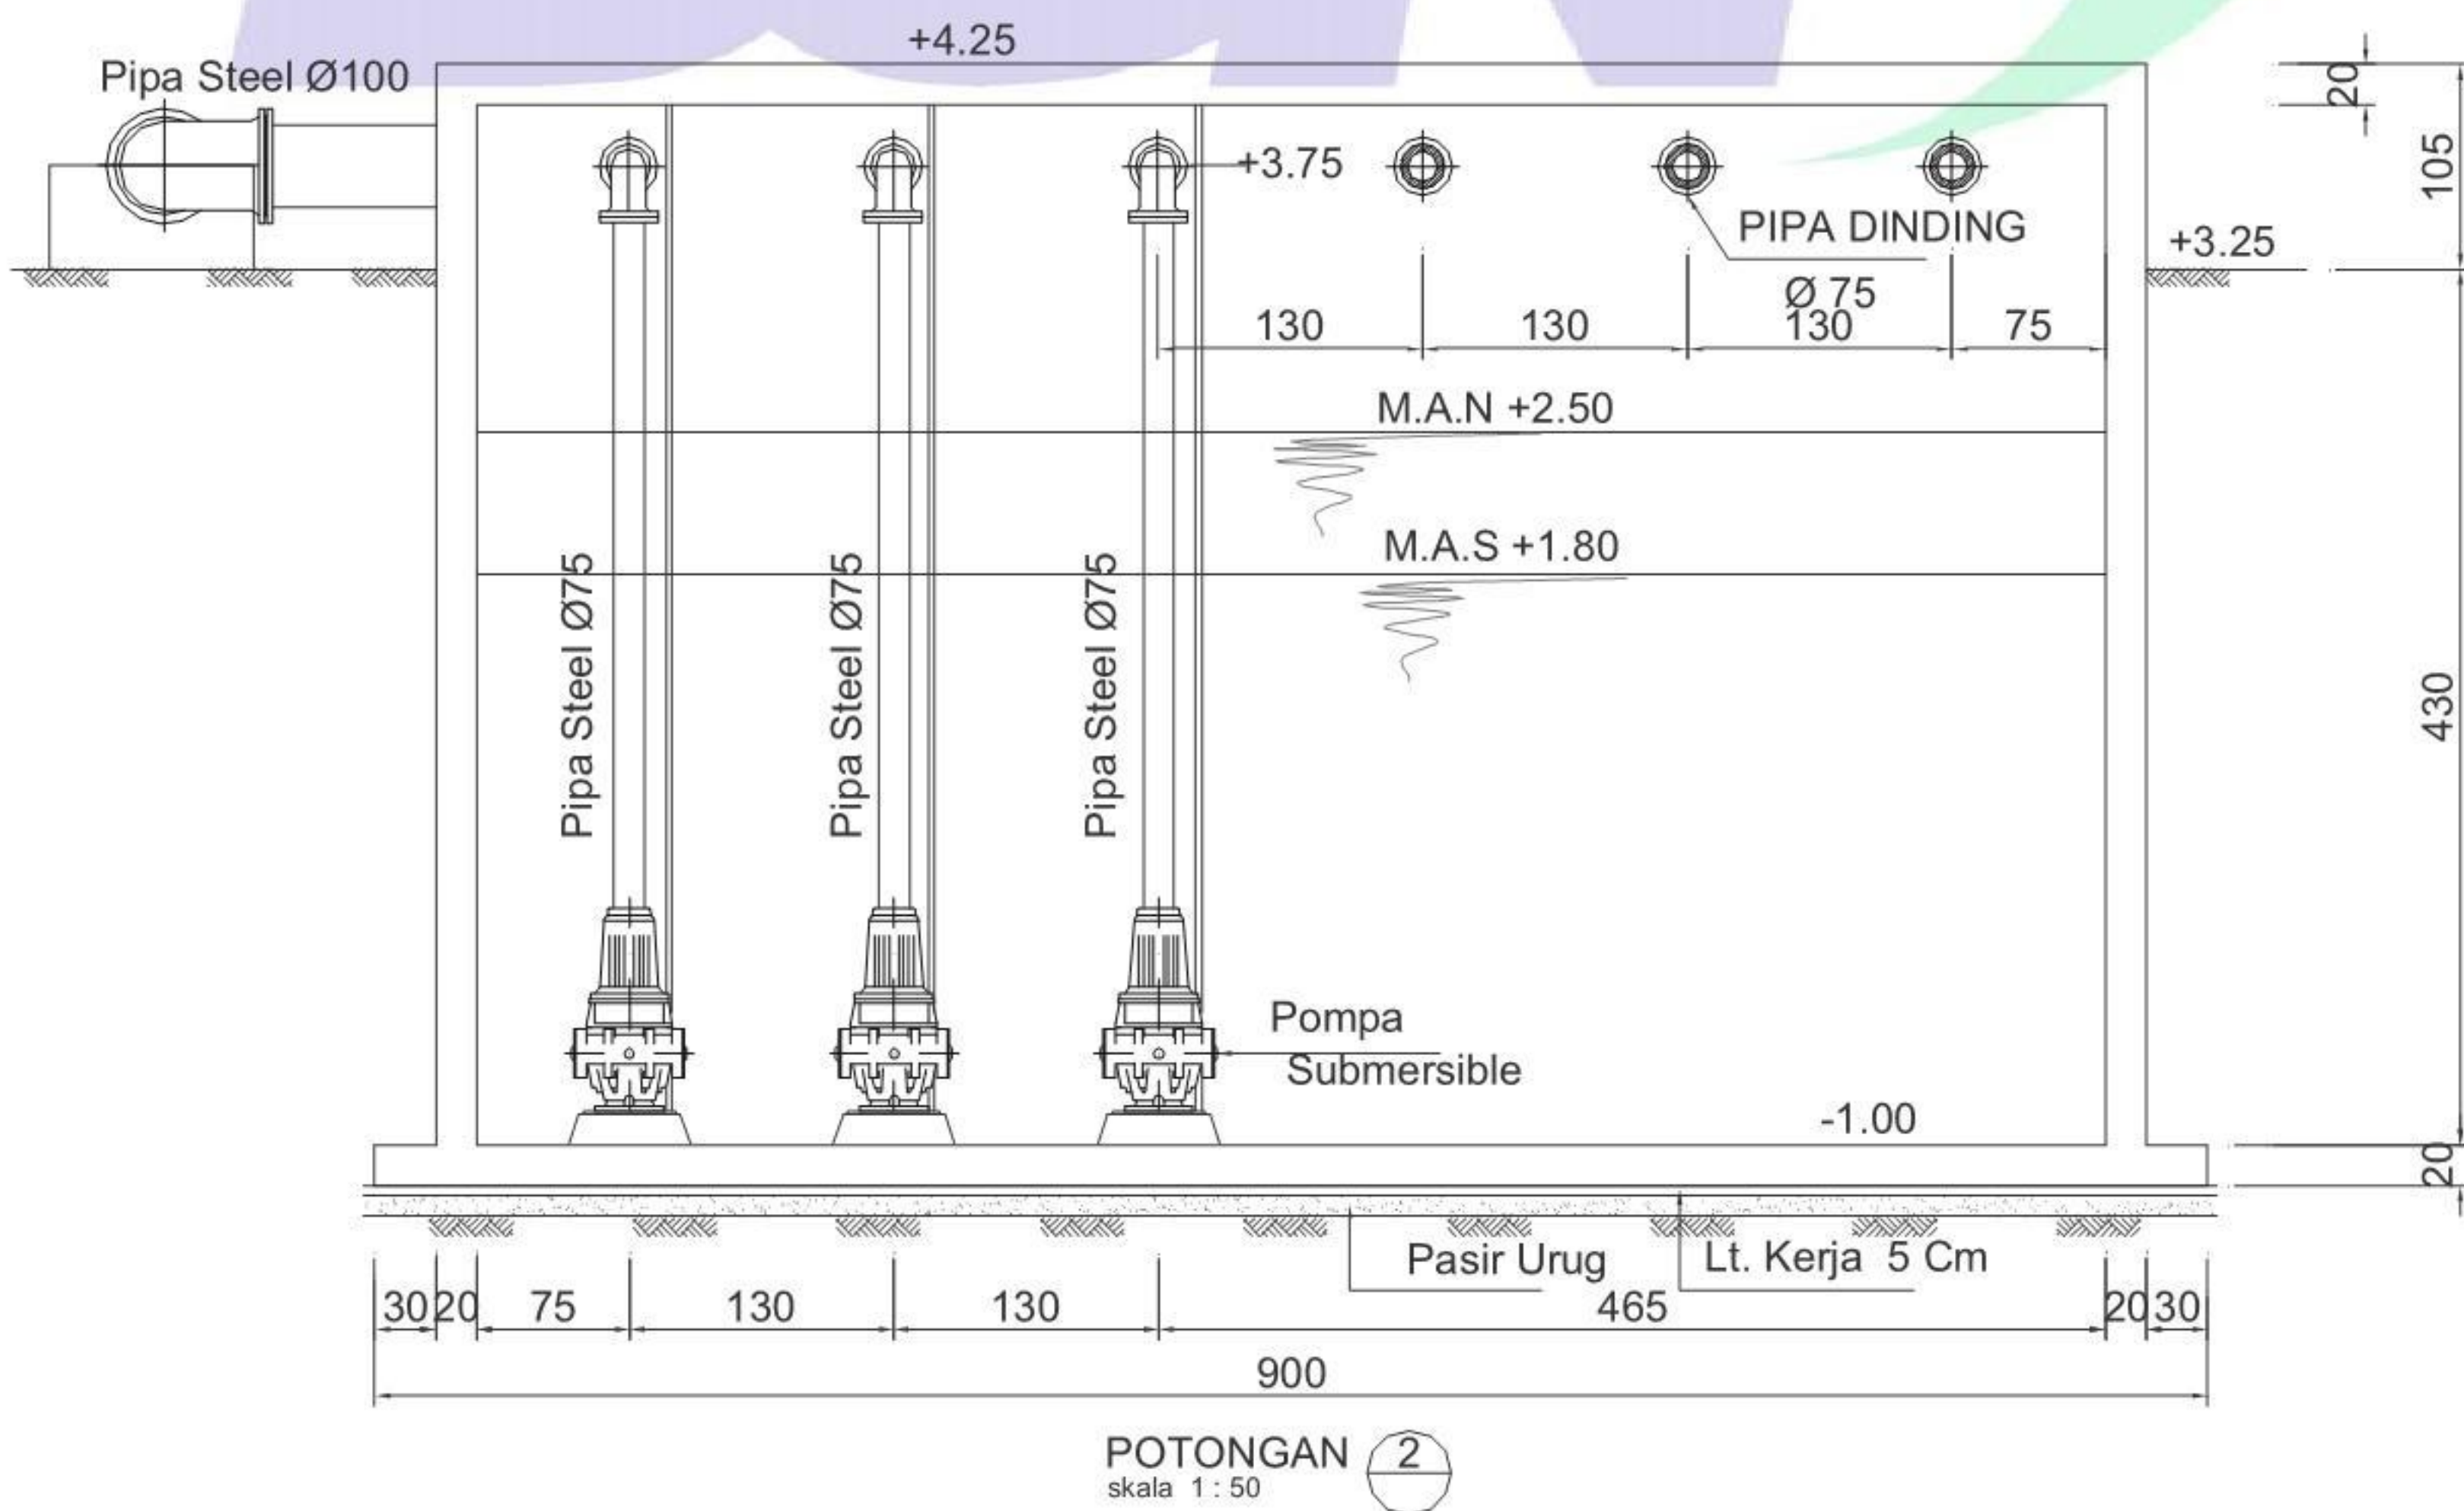 +4.25
Pipa Steel Ø100
20
105
+3.75
PIPA DINDING
Ø 75
+3.25
130
130
130
75
M.A.N +2.50
M.A.S +1.80
Pipa Steel Ø75
Pipa Steel Ø75
Pipa Steel Ø75
430
Pompa
Submersible
-1.00
20
Pasir Urug
Lt. Kerja 5 Cm
30
20
75
130
130
465
20
30
900
POTONGAN 2
skala 1 : 50